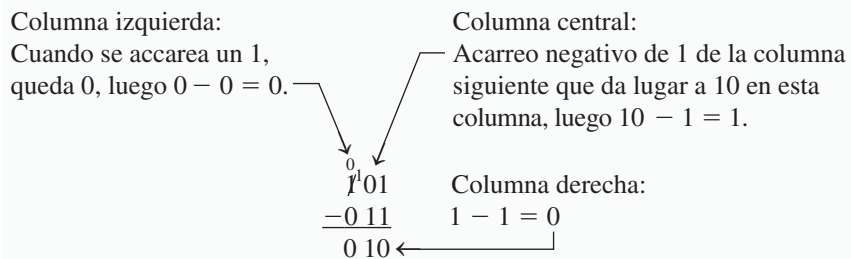 Columna izquierda:
Cuando se accarea un 1,
queda 0, luego 0 − 0 = 0.
Columna central:
Acarreo negativo de 1 de la columna
siguiente que da lugar a 10 en esta
columna, luego 10 − 1 = 1.
0
1 1 01
−0 11
0 10
Columna derecha:
1 − 1 = 0